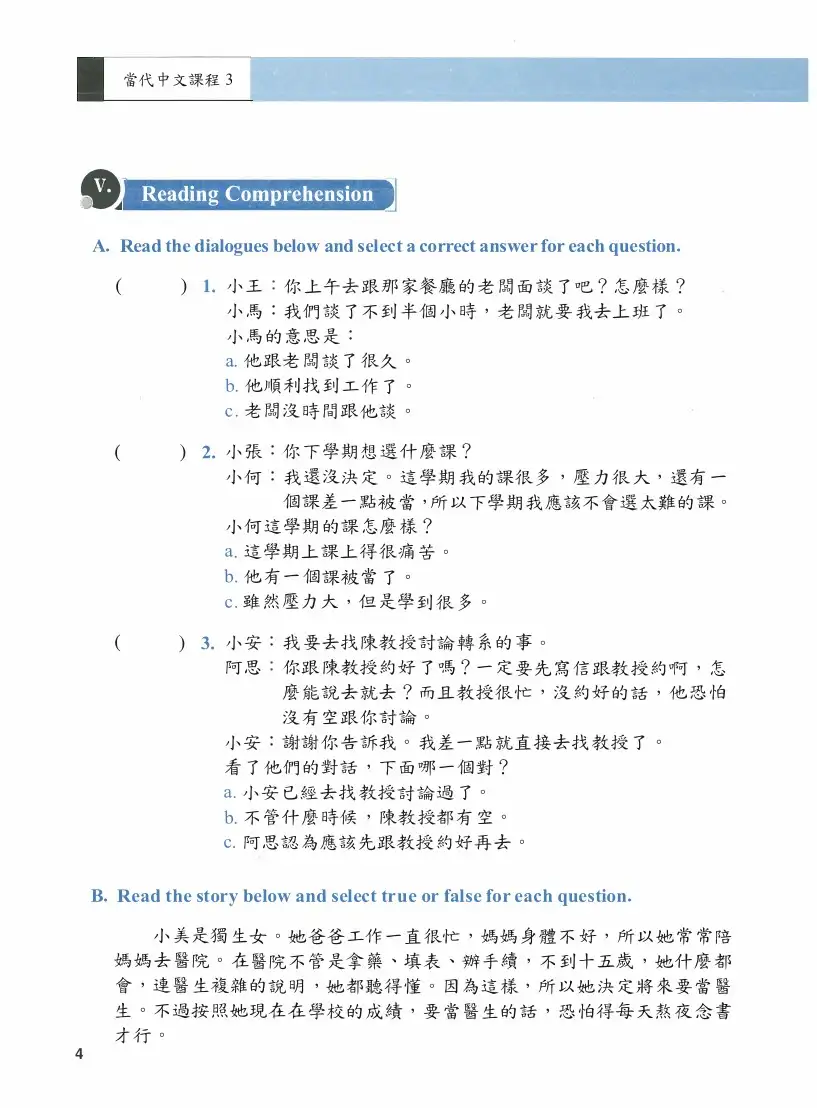 當代中文課程 3
V. Reading Comprehension
A. Read the dialogues below and select a correct answer for each question.
( ) 1. 小王：你上午去跟那家餐廳的老闆面談了吧？怎麼樣？
小馬：我們談了不到半個小時，老闆就要我去上班了。
小馬的意思是：
a. 他跟老闆談了很久。
b. 他順利找到工作了。
c. 老闆沒時間跟他談。
( ) 2. 小張：你下學期想選什麼課？
小何：我還沒決定。這學期我的課很多，壓力很大，還有一
個課差一點被當，所以下學期我應該不會選太難的課。
小何這學期的課怎麼樣？
a. 這學期上課上得很痛苦。
b. 他有一個課被當了。
c. 雖然壓力大，但是學到很多。
( ) 3. 小安：我要去找陳教授討論轉系的事。
阿思：你跟陳教授約好了嗎？一定要先寫信跟教授約啊，怎
麼能說去就去？而且教授很忙，沒約好的話，他恐怕
沒有空跟你討論。
小安：謝謝你告訴我。我差一點就直接去找教授了。
看了他們的對話，下面哪一個對？
a. 小安已經去找教授討論過了。
b. 不管什麼時候，陳教授都有空。
c. 阿思認為應該先跟教授約好再去。
B. Read the story below and select true or false for each question.
小美是獨生女。她爸爸工作一直很忙，媽媽身體不好，所以她常常陪
媽媽去醫院。在醫院不管是拿藥、填表、辦手續，不到十五歲，她什麼都
會，連醫生複雜的說明，她都聽得懂。因為這樣，所以她決定將來要當醫
生。不過按照她現在在學校的成績，要當醫生的話，恐怕得每天熬夜念書
才行。
4